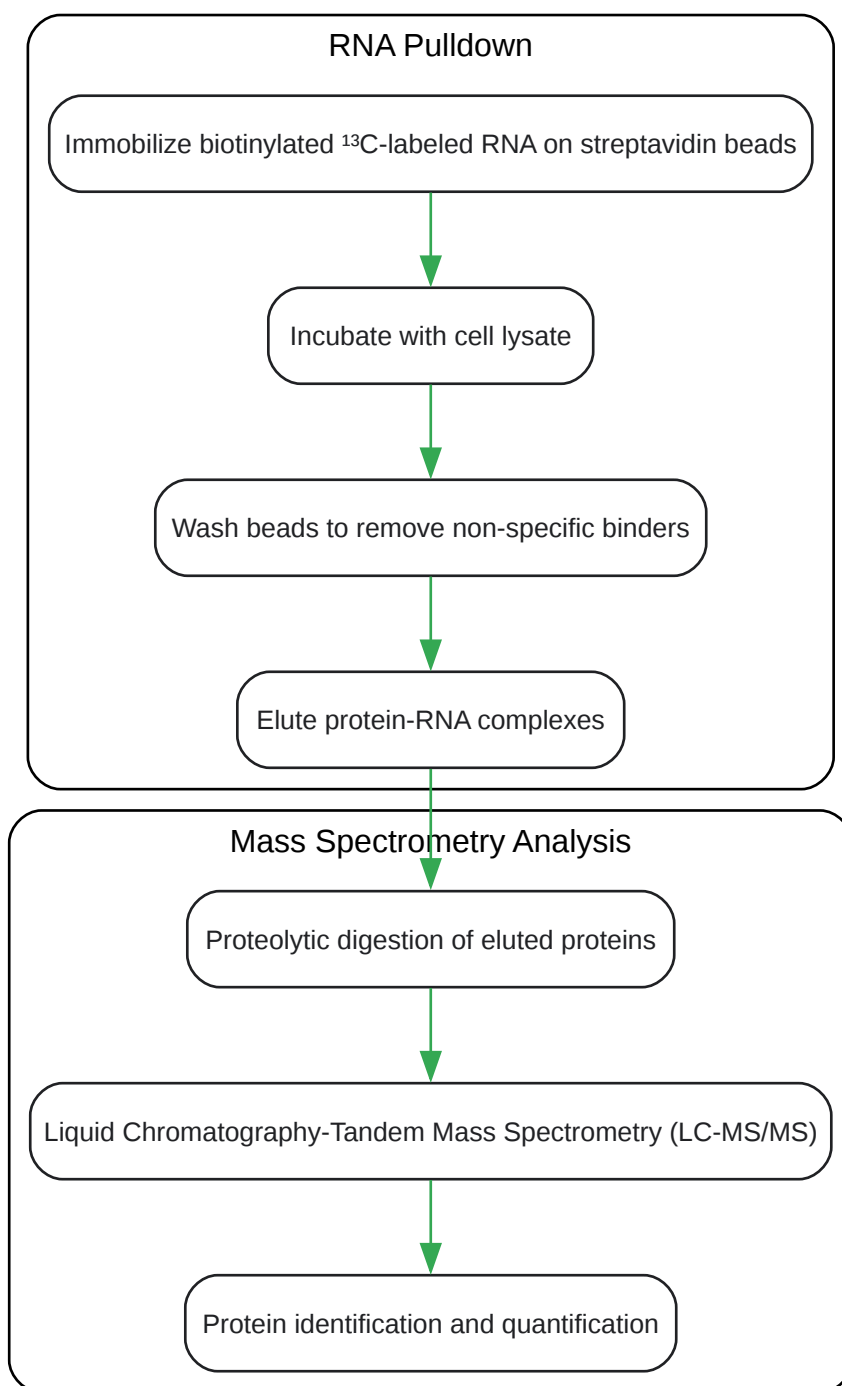 RNA Pulldown
Immobilize biotinylated ¹³C-labeled RNA on streptavidin beads
Incubate with cell lysate
Wash beads to remove non-specific binders
Elute protein-RNA complexes
Mass Spectrometry Analysis
Proteolytic digestion of eluted proteins
Liquid Chromatography-Tandem Mass Spectrometry (LC-MS/MS)
Protein identification and quantification